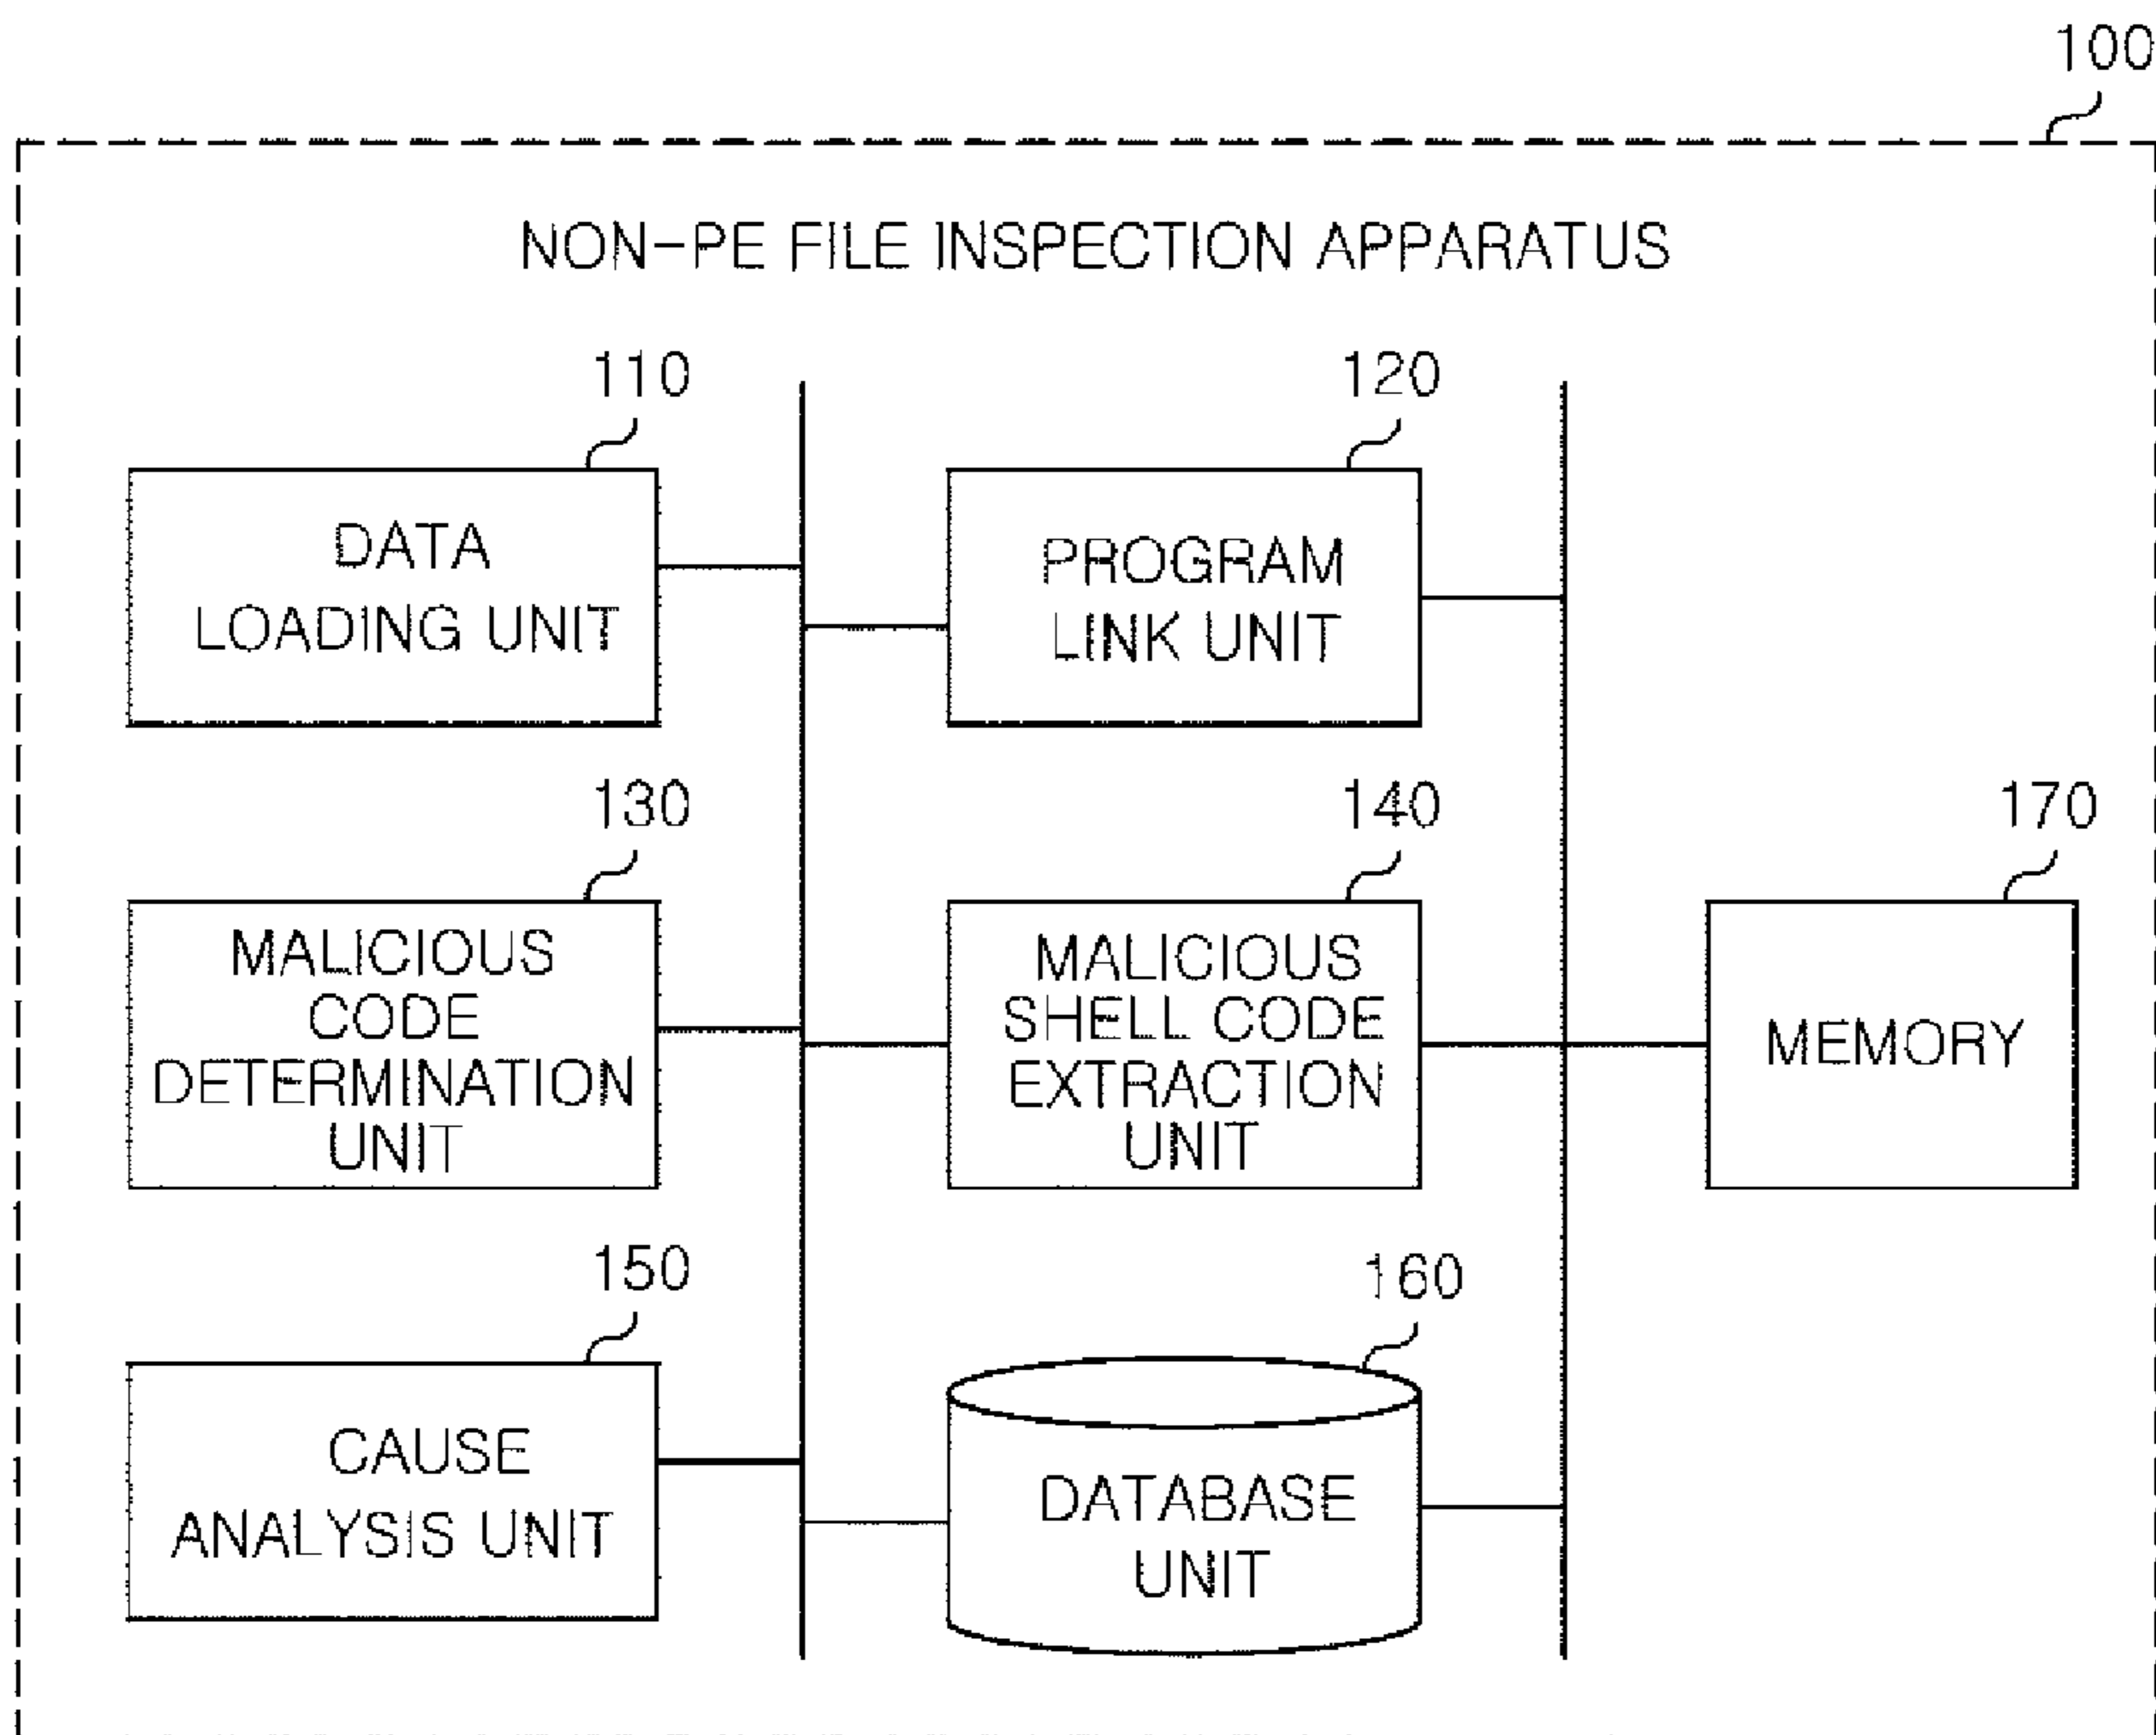 100
NON-PE FILE INSPECTION APPARATUS
110
120
DATA
LOADING UNIT
PROGRAM
LINK UNIT
130
140
170
MALICIOUS
CODE
DETERMINATION
UNIT
MALICIOUS
SHELL CODE
EXTRACTION
UNIT
MEMORY
150
160
CAUSE
ANALYSIS UNIT
DATABASE
UNIT